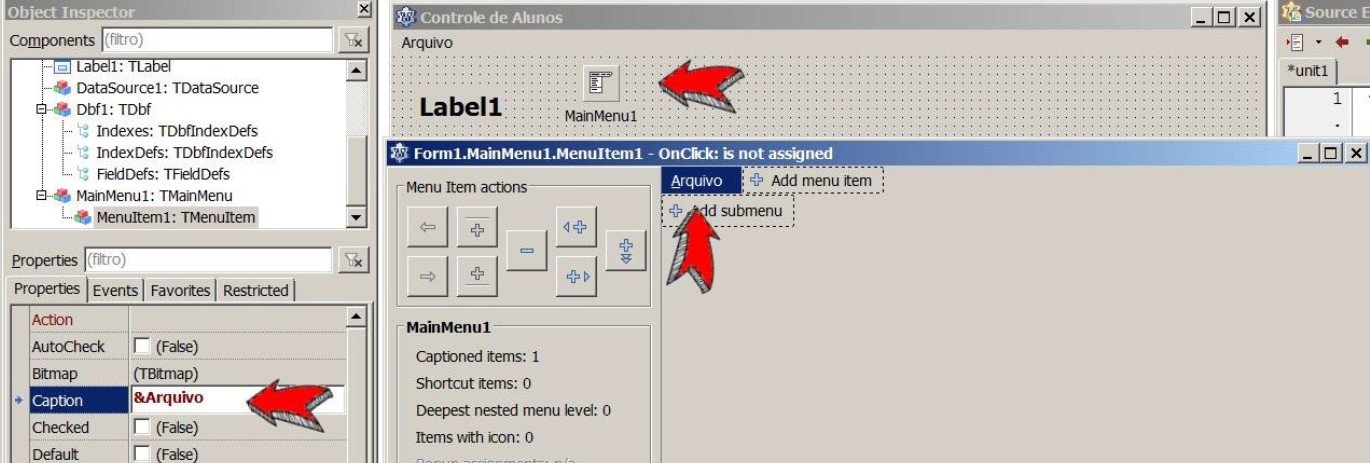 Object Inspector
Components (filtro)
Label1: TLabel
DataSource1: TDataSource
Dbf1: TDbf
Indexes: TDbfIndexDefs
IndexDefs: TDbfIndexDefs
FieldDefs: TFieldDefs
MainMenu1: TMainMenu
MenuItem1: TMenuItem
Properties (filtro)
Properties Events Favorites Restricted
Action
AutoCheck (False)
Bitmap (TBitmap)
Caption &Arquivo
Checked (False)
Default (False)
Controle de Alunos
Arquivo
Label1
MainMenu1
Source E
*unit1
1
.
Form1.MainMenu1.MenuItem1 - OnClick: is not assigned
Menu Item actions
Arquivo Add menu item
Add submenu
MainMenu1
Captioned items: 1
Shortcut items: 0
Deepest nested menu level: 0
Items with icon: 0
Popup assignments: n/a